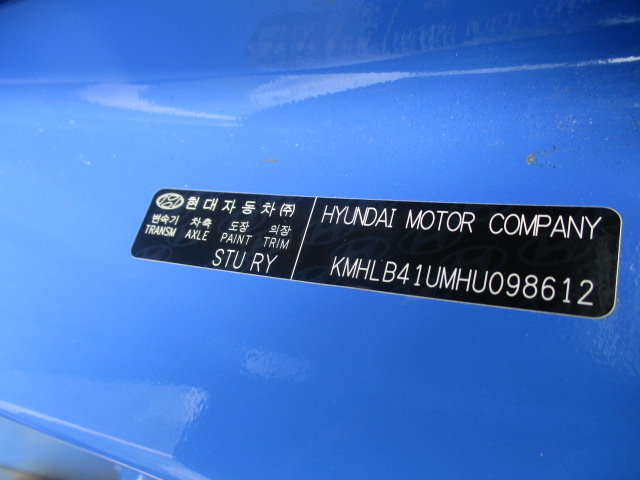 현대자동차(주)
변속기 차축 도장 의장
TRANSM AXLE PAINT TRIM
STU RY
HYUNDAI MOTOR COMPANY
KMHLB41UMHU098612